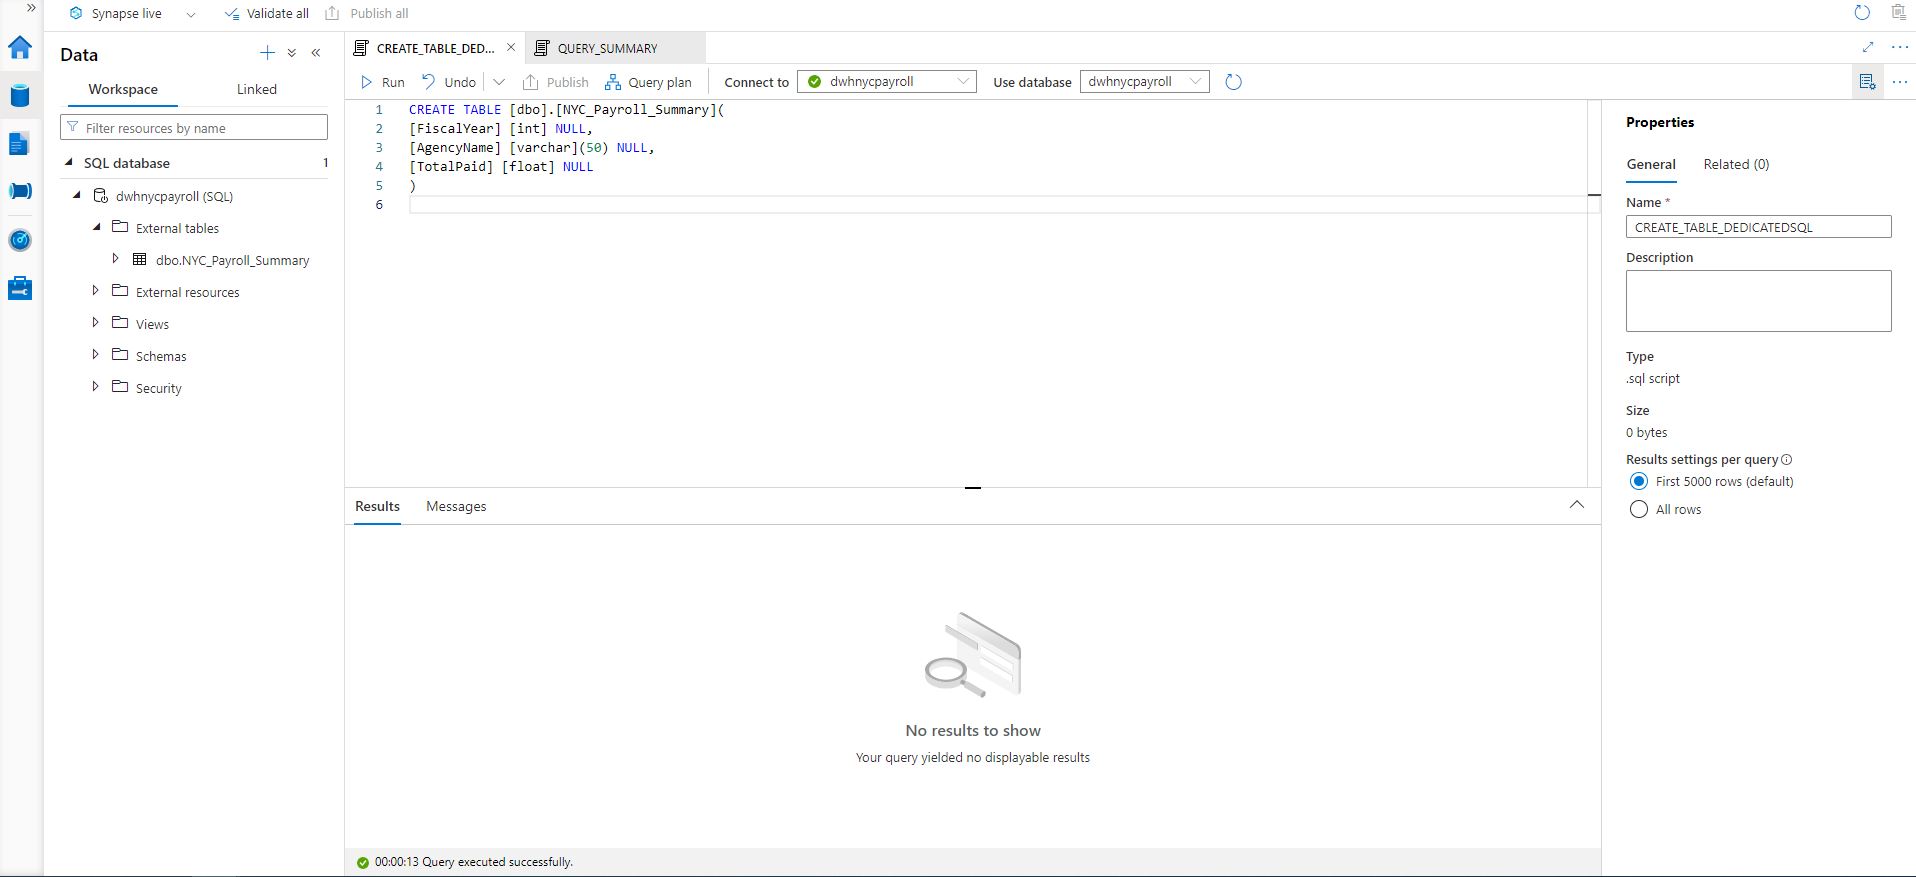 Synapse live Validate all Publish all
Data
Workspace Linked
Filter resources by name
SQL database 1
dwhnycpayroll (SQL)
External tables
dbo.NYC_Payroll_Summary
External resources
Views
Schemas
Security
CREATE_TABLE_DED... QUERY_SUMMARY
Run Undo Publish Query plan Connect to dwhnycpayroll Use database dwhnycpayroll
1 CREATE TABLE [dbo].[NYC_Payroll_Summary](
2 [FiscalYear] [int] NULL,
3 [AgencyName] [varchar](50) NULL,
4 [TotalPaid] [float] NULL
5 )
6
Results Messages
No results to show
Your query yielded no displayable results
00:00:13 Query executed successfully.
Properties
General Related (0)
Name *
CREATE_TABLE_DEDICATEDSQL
Description
Type
.sql script
Size
0 bytes
Results settings per query
First 5000 rows (default)
All rows